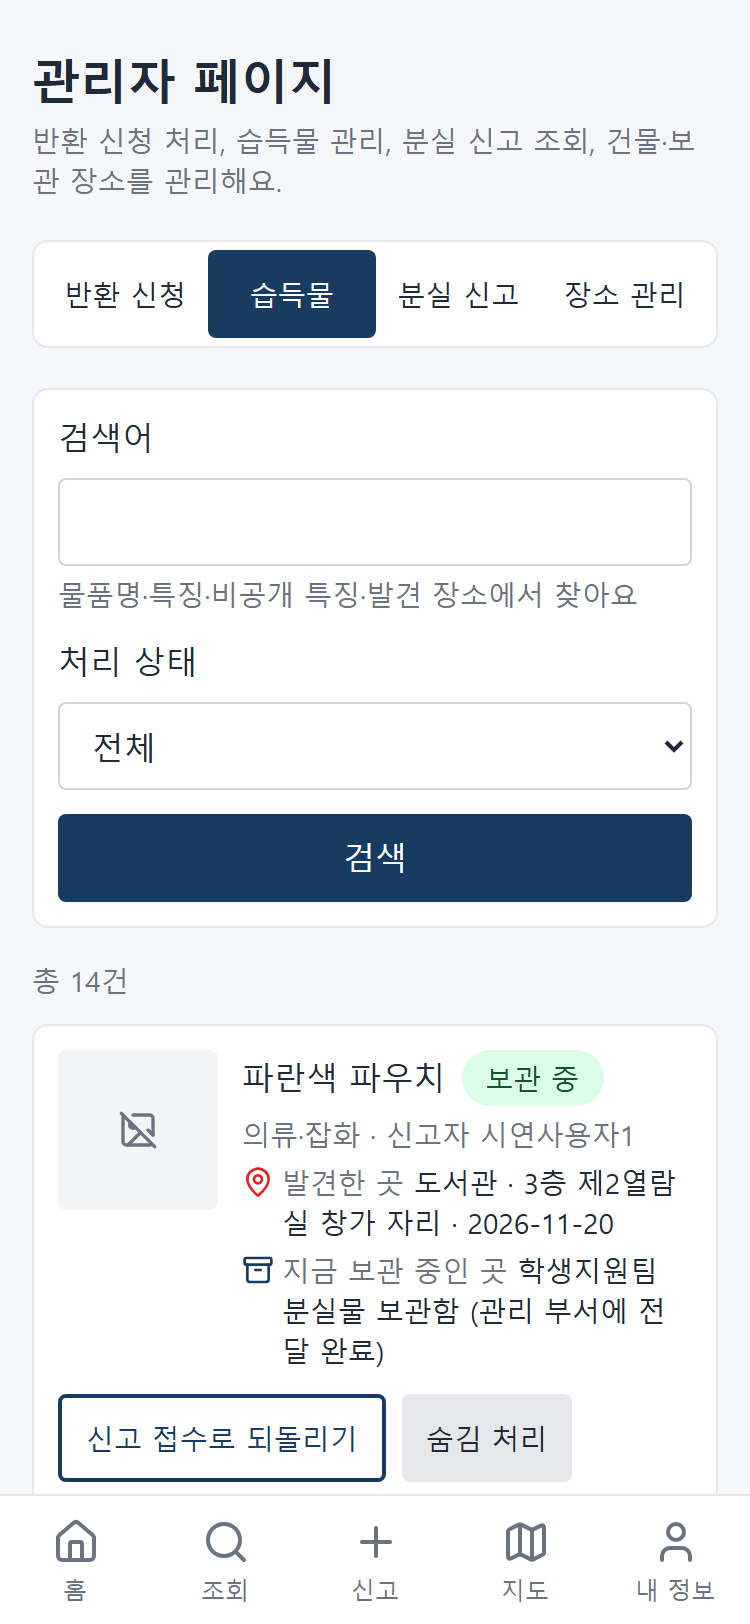 관리자 페이지
반환 신청 처리, 습득물 관리, 분실 신고 조회, 건물·보
관 장소를 관리해요.
반환 신청 습득물 분실 신고 장소 관리
검색어
물품명·특징·비공개 특징·발견 장소에서 찾아요
처리 상태
전체
검색
총 14건
파란색 파우치 보관 중
의류·잡화 · 신고자 시연사용자1
발견한 곳 도서관 · 3층 제2열람
실 창가 자리 · 2026-11-20
지금 보관 중인 곳 학생지원팀
분실물 보관함 (관리 부서에 전
달 완료)
신고 접수로 되돌리기 숨김 처리
홈 조회 신고 지도 내 정보